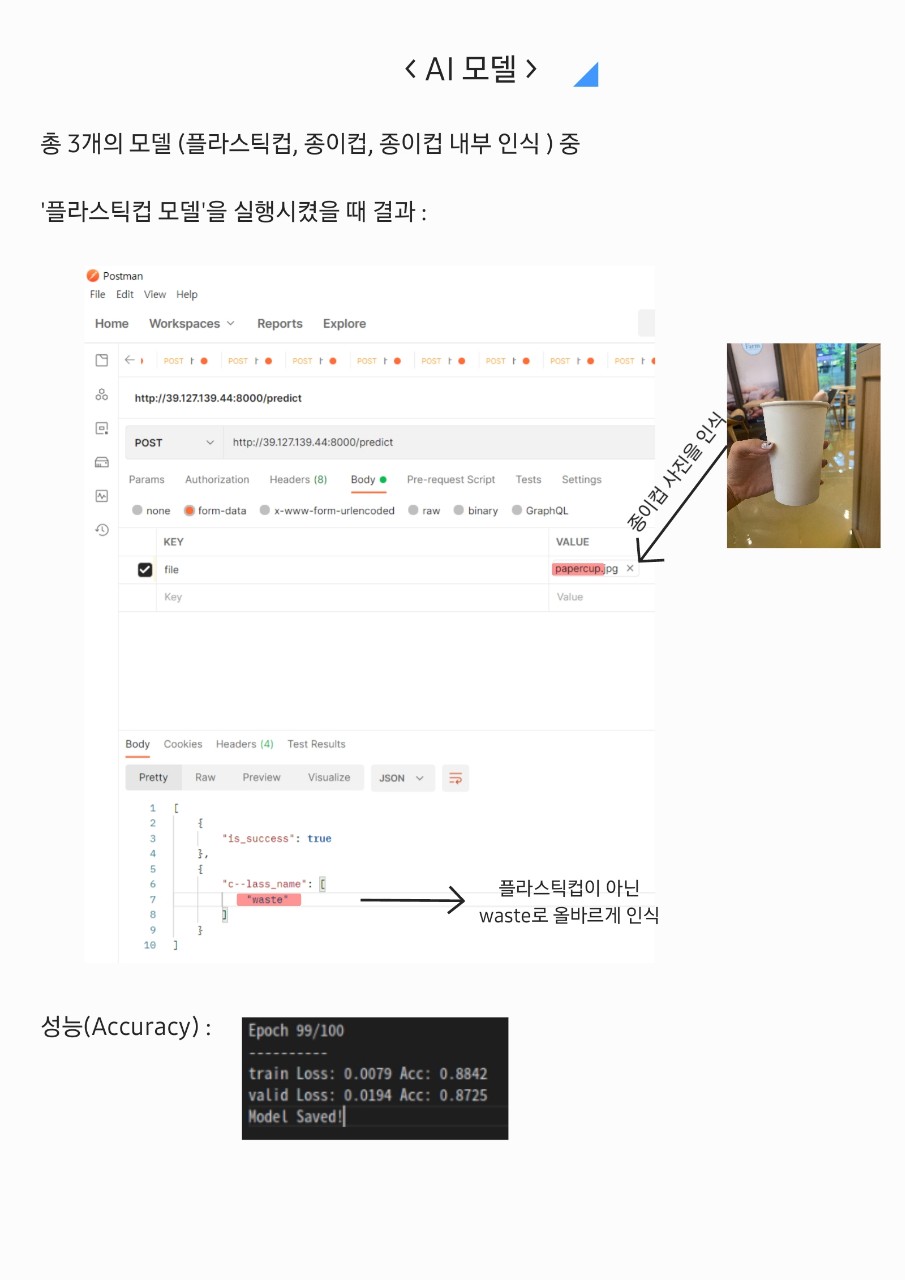 < AI 모델 >
총 3개의 모델 (플라스틱컵, 종이컵, 종이컵 내부 인식 ) 중
'플라스틱컵 모델'을 실행시켰을 때 결과 :
Postman
File Edit View Help
Home Workspaces Reports Explore
POST POST POST POST POST POST POST POST
http://39.127.139.44:8000/predict
POST http://39.127.139.44:8000/predict
Params Authorization Headers (8) Body Pre-request Script Tests Settings
none form-data x-www-form-urlencoded raw binary GraphQL
KEY VALUE
file papercup.jpg ×
Key Value
종이컵 사진을 인식
Body Cookies Headers (4) Test Results
Pretty Raw Preview Visualize JSON
1 [
2 {
3 "is_success": true
4 },
5 {
6 "c--lass_name": [
7 "waste"
8 ]
9 }
10 ]
플라스틱컵이 아닌
waste로 올바르게 인식
성능(Accuracy) :
Epoch 99/100
----------
train Loss: 0.0079 Acc: 0.8842
valid Loss: 0.0194 Acc: 0.8725
Model Saved!